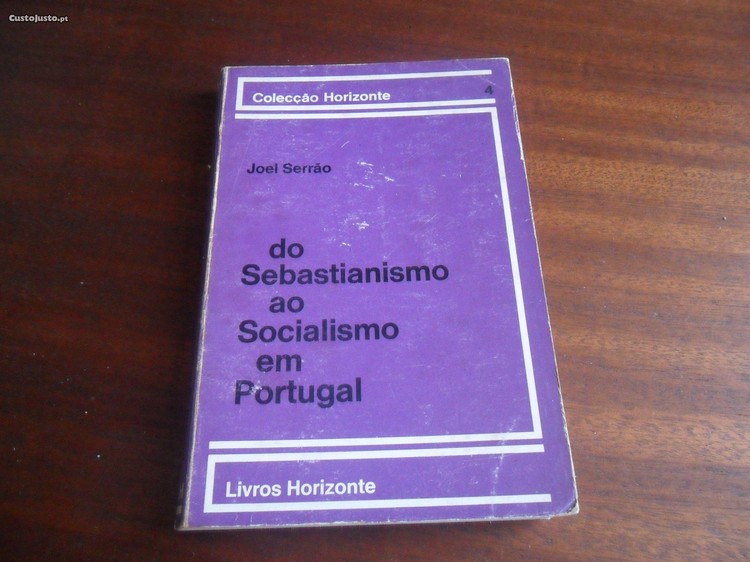 CustoJusto.pt
Colecção Horizonte 4
Joel Serrão
do
Sebastianismo
ao
Socialismo
em
Portugal
Livros Horizonte